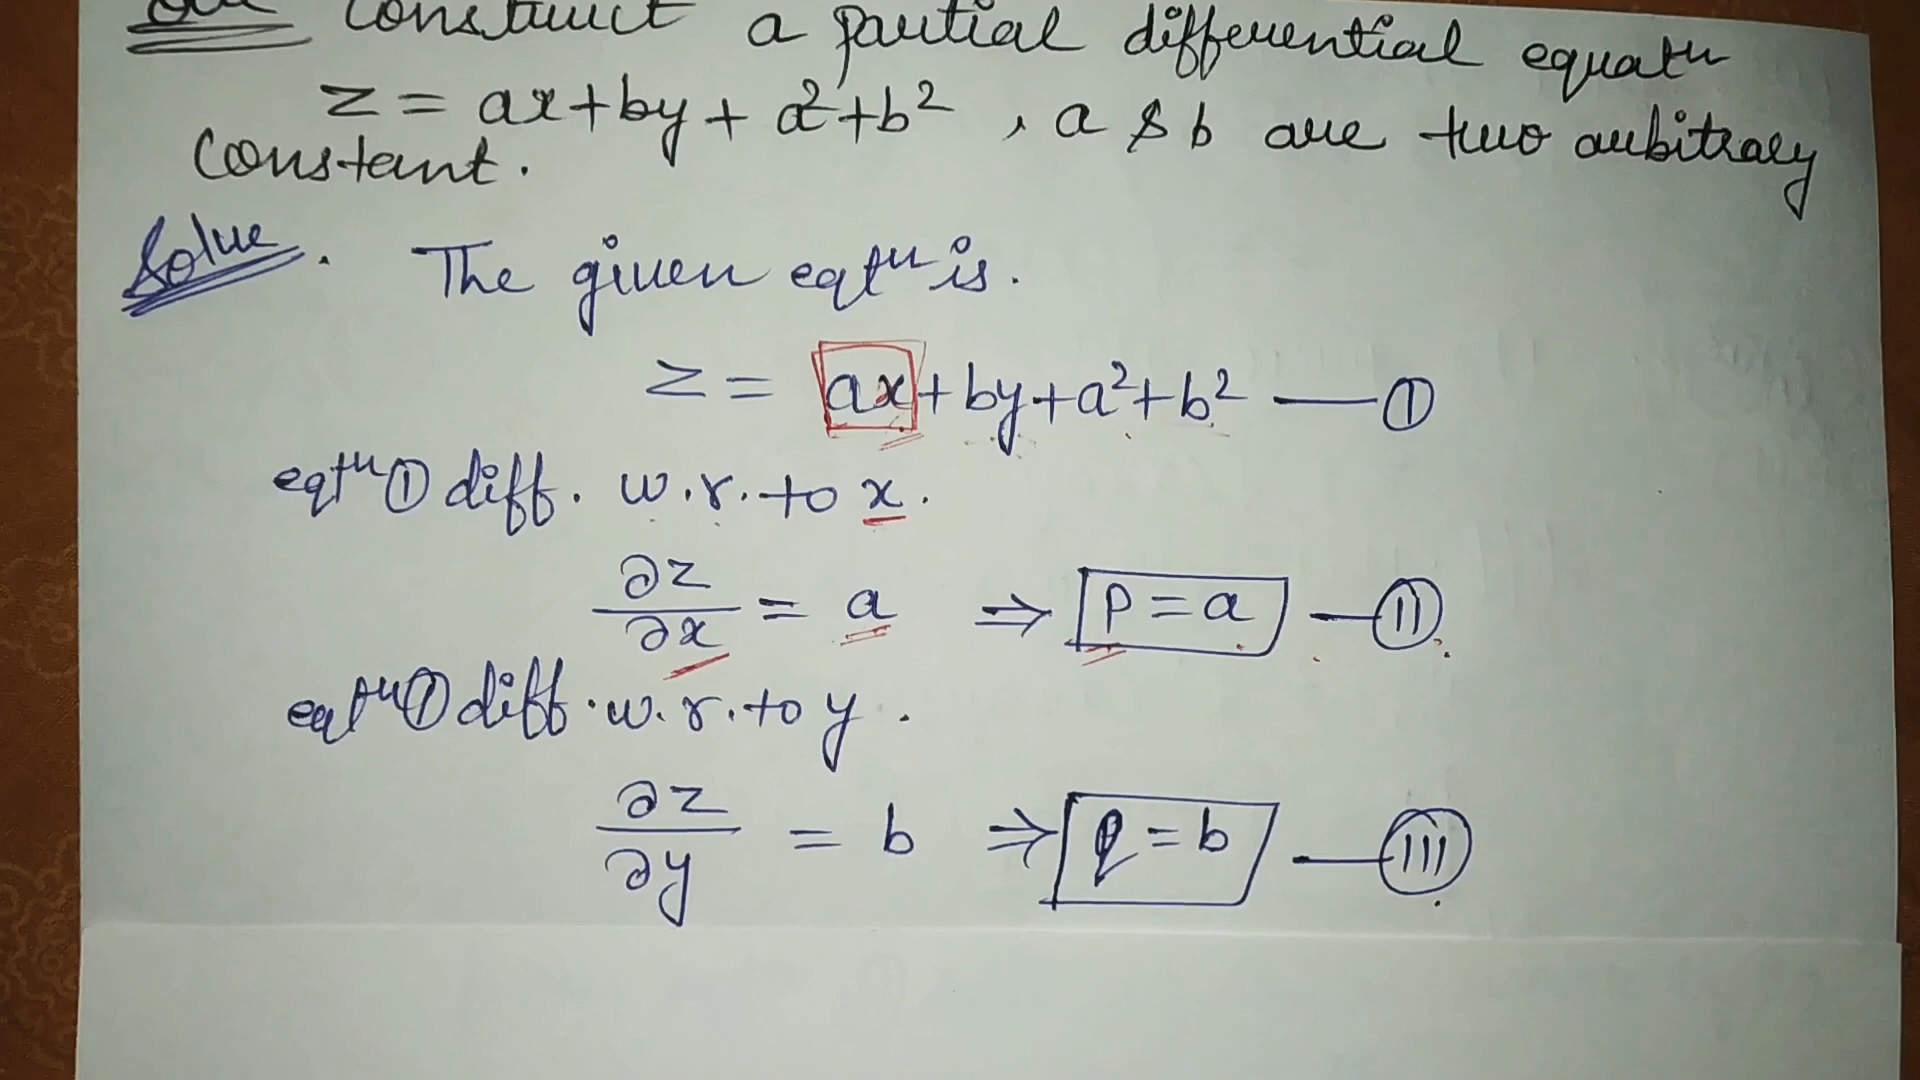 Construct a partial differential equatn
z = ax + by + a² + b² , a & b are two arbitrary
constant.
Solve. The given eqtn is.
z = ax + by + a² + b² — ①
eqtn ① diff. w.r. to x.
∂z/∂x = a ⇒ p = a — ⑪
eqtn ① diff. w.r. to y.
∂z/∂y = b ⇒ q = b — (III)